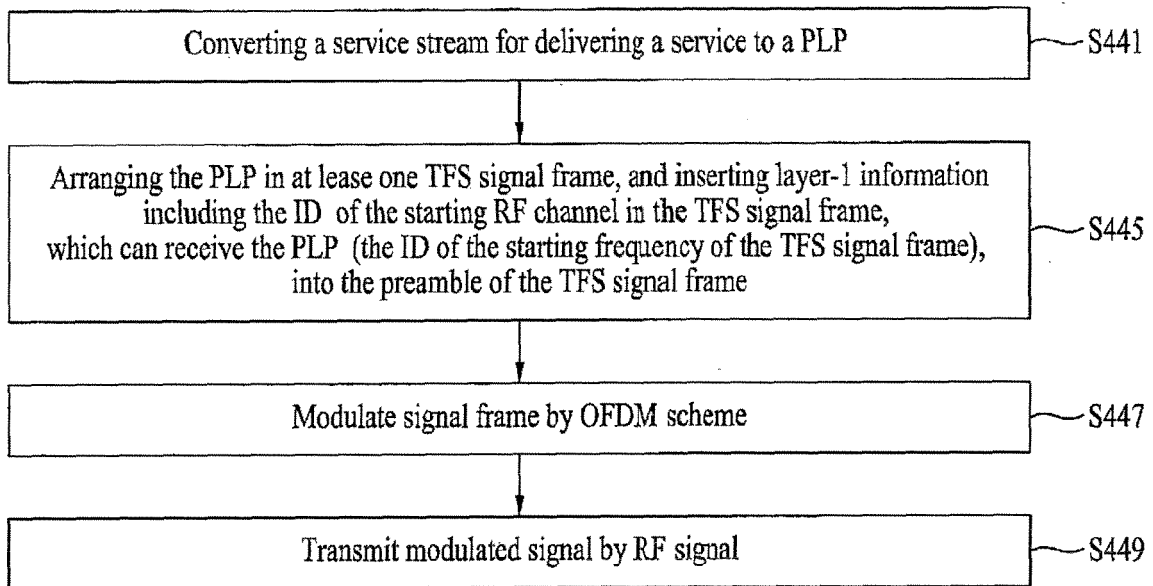 Converting a service stream for delivering a service to a PLP
S441
Arranging the PLP in at lease one TFS signal frame, and inserting layer-1 information
including the ID of the starting RF channel in the TFS signal frame,
which can receive the PLP (the ID of the starting frequency of the TFS signal frame),
into the preamble of the TFS signal frame
S445
Modulate signal frame by OFDM scheme
S447
Transmit modulated signal by RF signal
S449